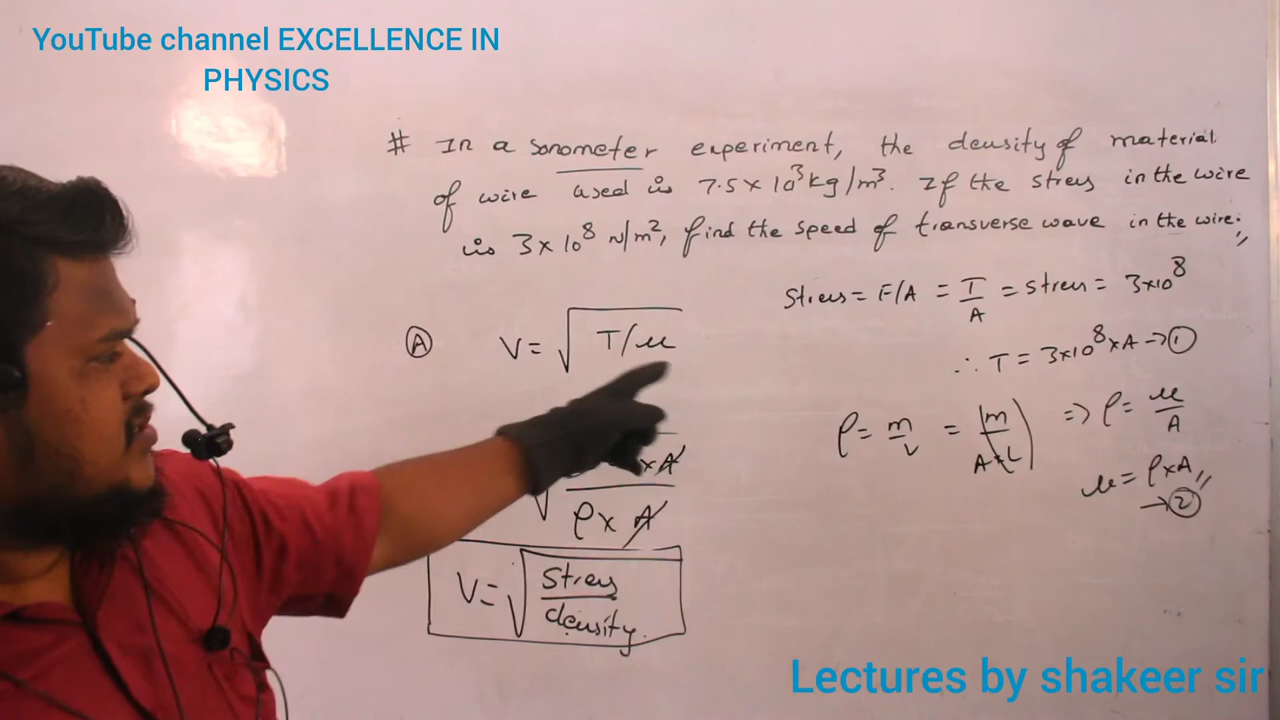 YouTube channel EXCELLENCE IN
PHYSICS
# In a sonometer experiment, the density of material
of wire used is 7.5 × 10³ kg/m³. If the stress in the wire
is 3 × 10⁸ N/m², find the speed of transverse wave in the wire.
Stress = F/A = T/A = stress = 3×10⁸
∴ T = 3×10⁸ × A → ①
Ⓐ V = √T/μ
ρ = m/V = (m/A×L) ⇒ ρ = μ/A
μ = ρ×A
→ ②
×A
ρ × A
V = √Stress/density.
Lectures by shakeer sir